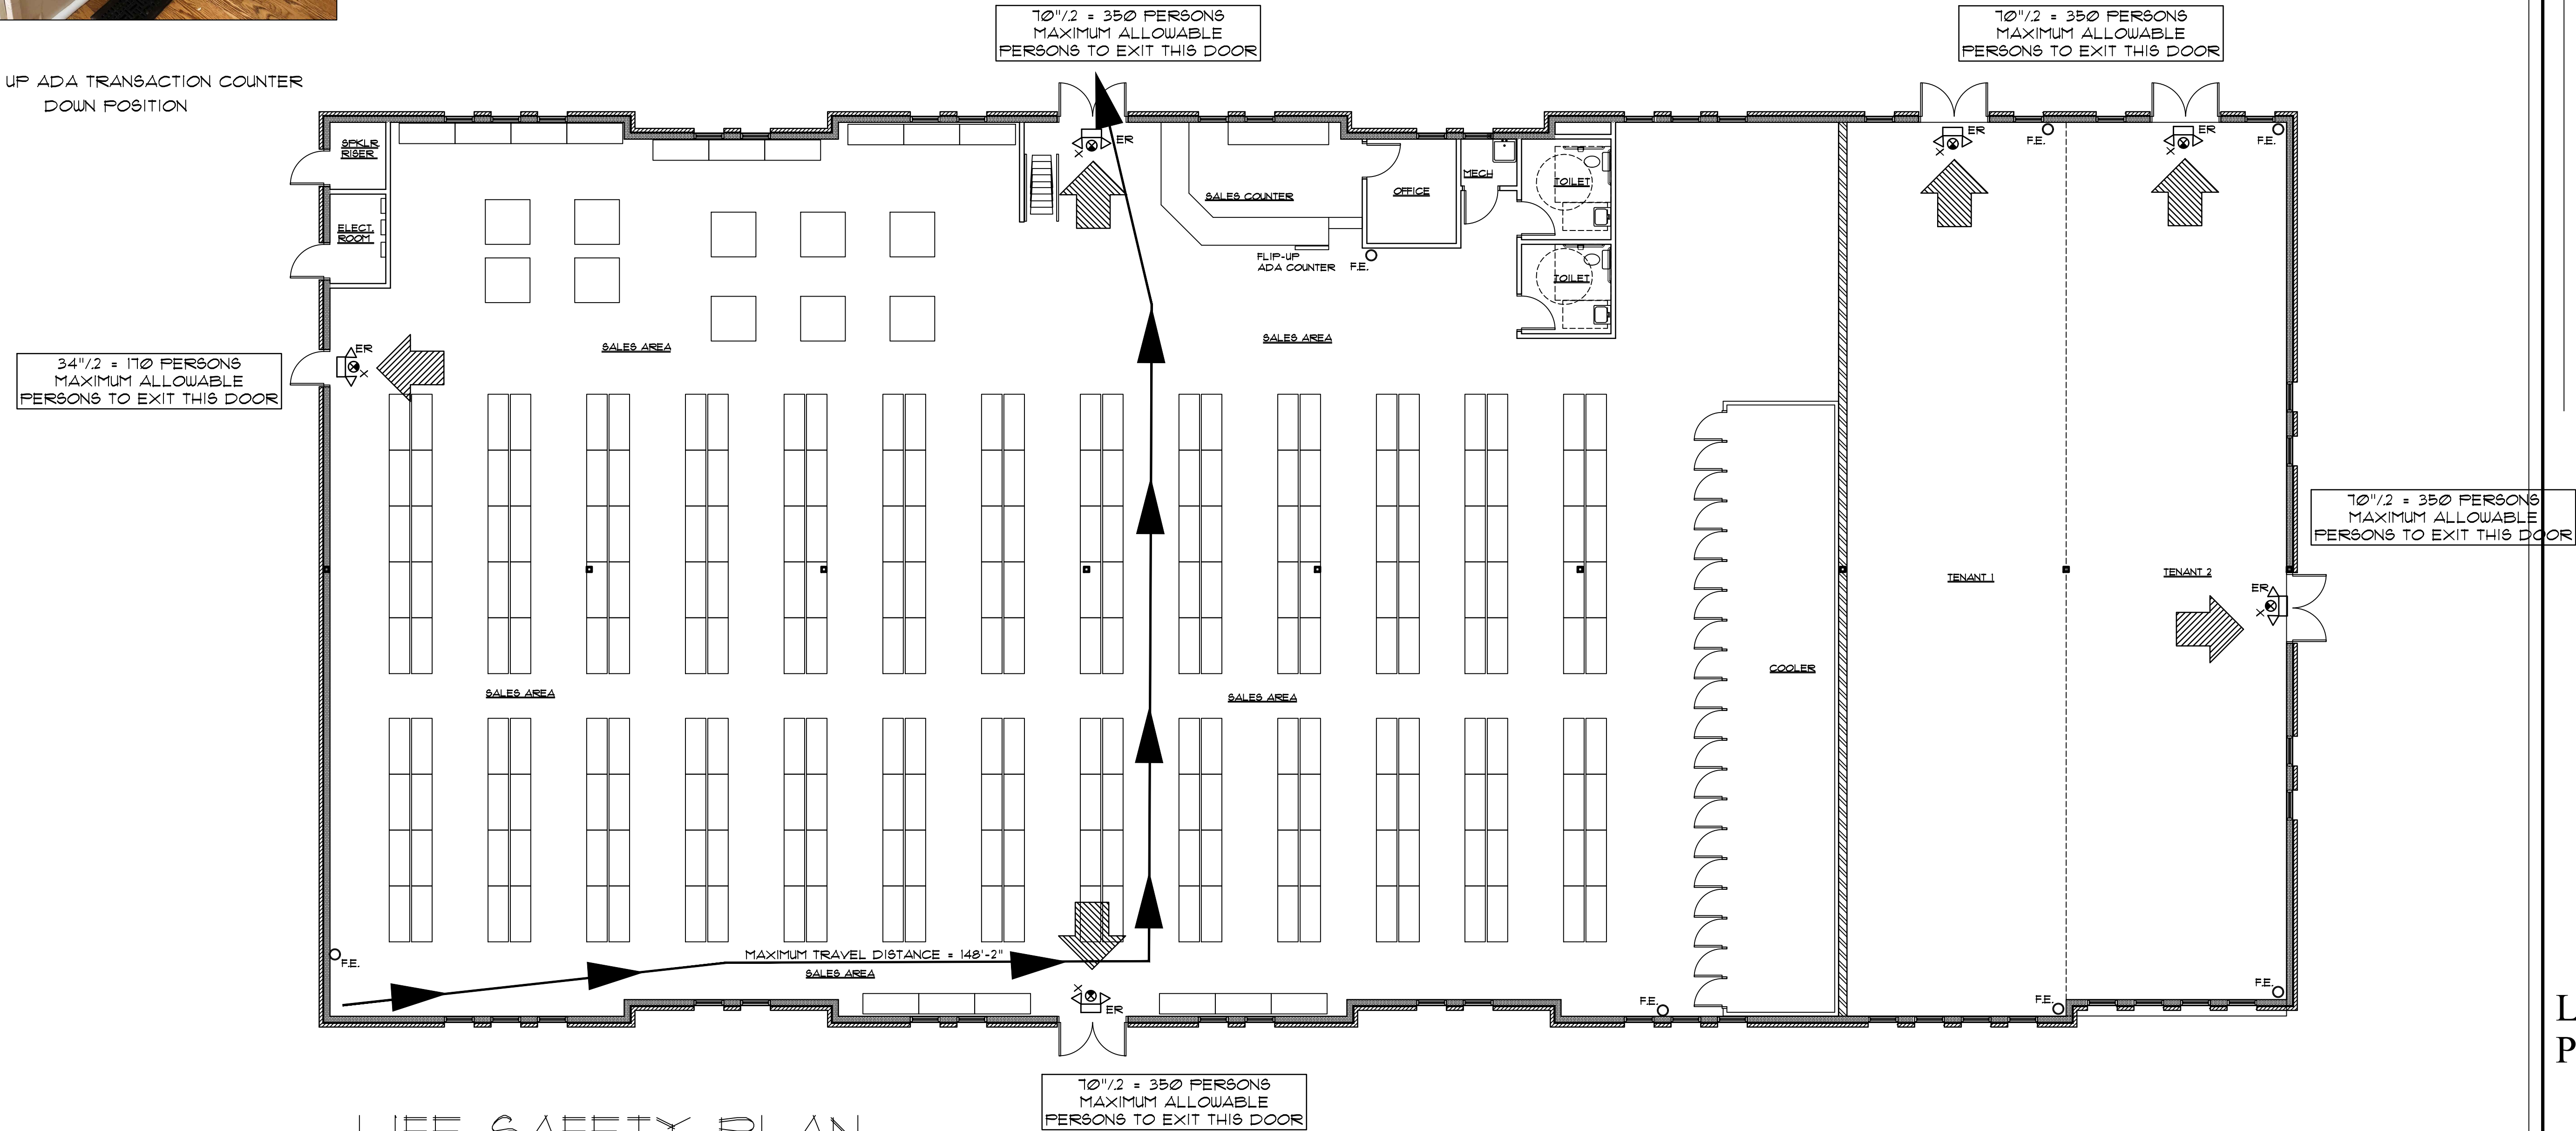 70"/.2 = 350 PERSONS
MAXIMUM ALLOWABLE
PERSONS TO EXIT THIS DOOR
70"/.2 = 350 PERSONS
MAXIMUM ALLOWABLE
PERSONS TO EXIT THIS DOOR
UP ADA TRANSACTION COUNTER
DOWN POSITION
SPKLR
RISER
ELECT.
ROOM
X
ER
SALES COUNTER
FLIP-UP
ADA COUNTER
F.E.
OFFICE
MECH
TOILET
TOILET
X
ER
F.E.
X
ER
F.E.
34"/.2 = 170 PERSONS
MAXIMUM ALLOWABLE
PERSONS TO EXIT THIS DOOR
ER
X
SALES AREA
SALES AREA
70"/.2 = 350 PERSONS
MAXIMUM ALLOWABLE
PERSONS TO EXIT THIS DOOR
TENANT 1
TENANT 2
ER
X
COOLER
SALES AREA
SALES AREA
F.E.
MAXIMUM TRAVEL DISTANCE = 148'-2"
SALES AREA
X
ER
F.E.
F.E.
F.E.
L
P
70"/.2 = 350 PERSONS
MAXIMUM ALLOWABLE
PERSONS TO EXIT THIS DOOR
LIFE SAFETY PLAN